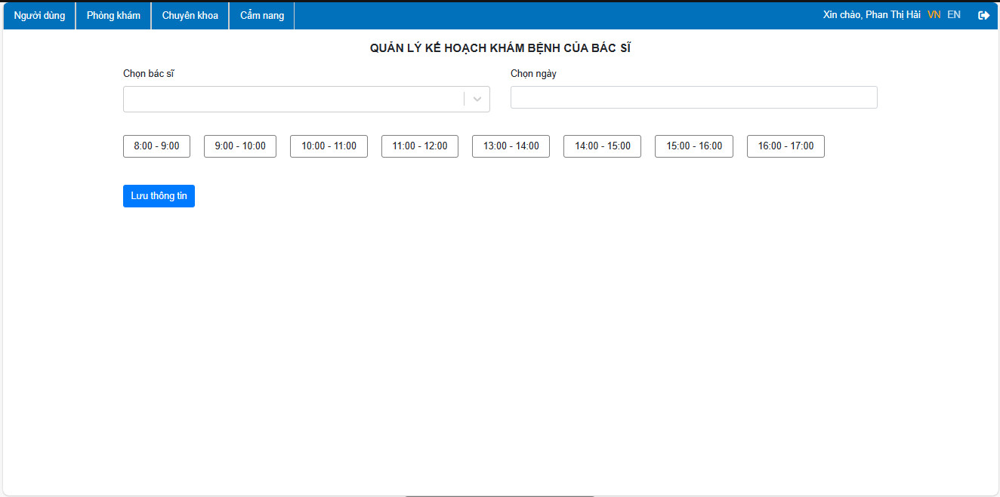 Người dùng Phòng khám Chuyên khoa Cẩm nang Xin chào, Phan Thị Hải VN EN
QUẢN LÝ KẾ HOẠCH KHÁM BỆNH CỦA BÁC SĨ
Chọn bác sĩ Chọn ngày
8:00 - 9:00 9:00 - 10:00 10:00 - 11:00 11:00 - 12:00 13:00 - 14:00 14:00 - 15:00 15:00 - 16:00 16:00 - 17:00
Lưu thông tin